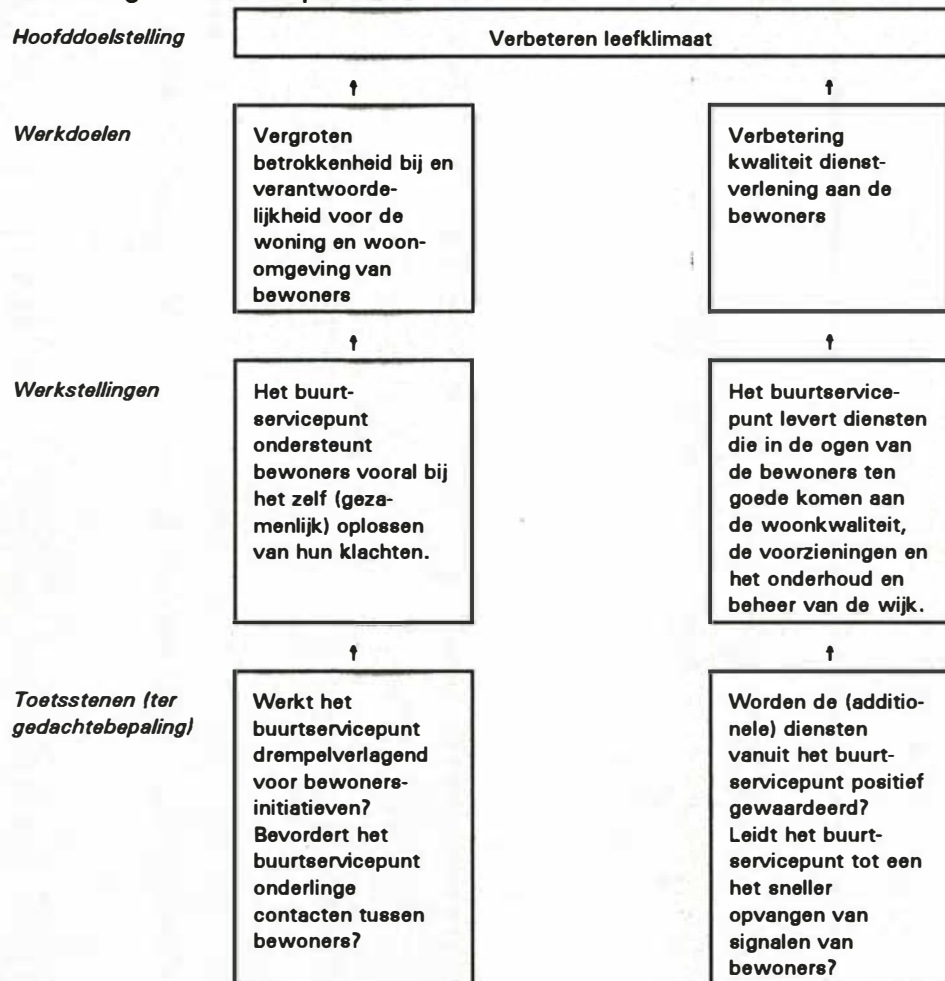 Hoofddoelstelling
Verbeteren leefklimaat
Werkdoelen
Vergroten
betrokkenheid bij en
verantwoorde-
lijkheid voor de
woning en woon-
omgeving van
bewoners
Verbetering
kwaliteit dienst-
verlening aan de
bewoners
Werkstellingen
Het buurt-
servicepunt
ondersteunt
bewoners vooral bij
het zelf (geza-
menlijk) oplossen
van hun klachten.
Het buurtservice-
punt levert diensten
die in de ogen van
de bewoners ten
goede komen aan
de woonkwaliteit,
de voorzieningen en
het onderhoud en
beheer van de wijk.
Toetsstenen (ter
gedachtebepaling)
Werkt het
buurtservicepunt
drempelverlagend
voor bewoners-
initiatieven?
Bevordert het
buurtservicepunt
onderlinge
contacten tussen
bewoners?
Worden de (additio-
nele) diensten
vanuit het buurt-
servicepunt positief
gewaardeerd?
Leidt het buurt-
servicepunt tot een
het sneller
opvangen van
signalen van
bewoners?